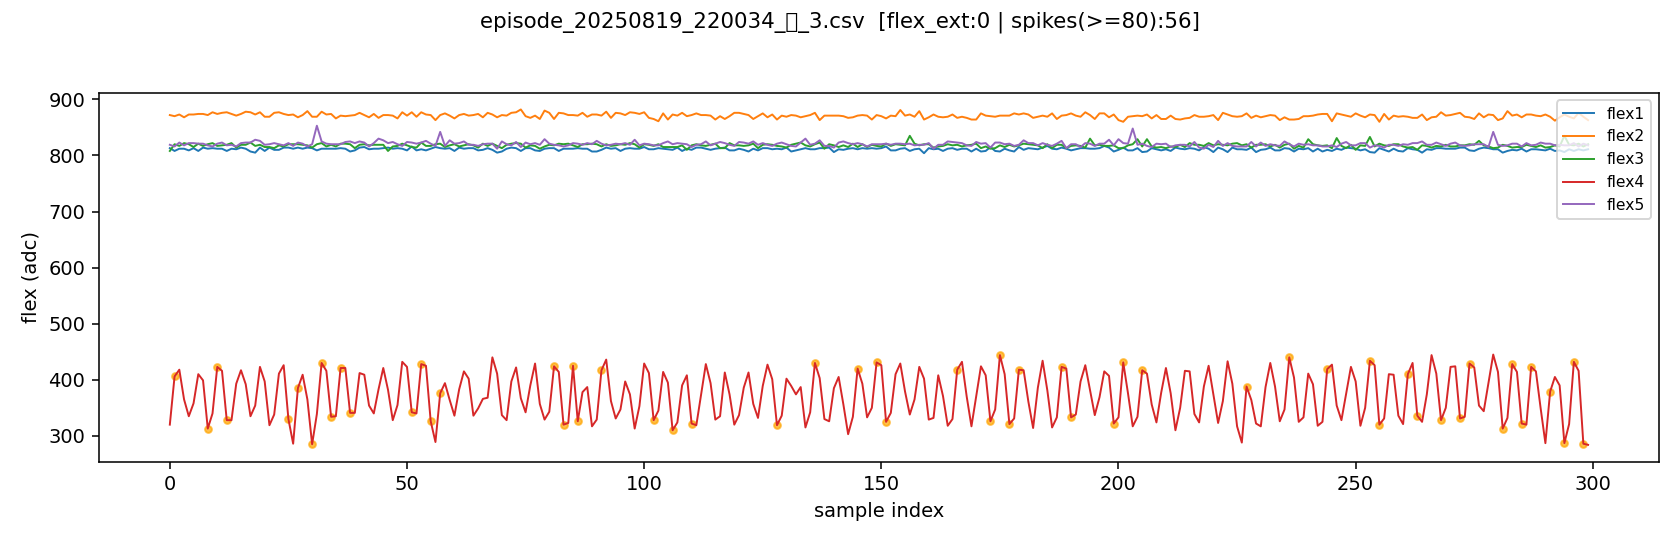 episode_20250819_220034_▯_3.csv [flex_ext:0 | spikes(>=80):56]
900
800
700
600
500
400
300
flex (adc)
flex1
flex2
flex3
flex4
flex5
0
50
100
150
200
250
300
sample index